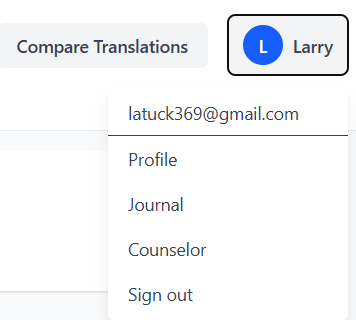 Compare Translations
L Larry
latuck369@gmail.com
Profile
Journal
Counselor
Sign out